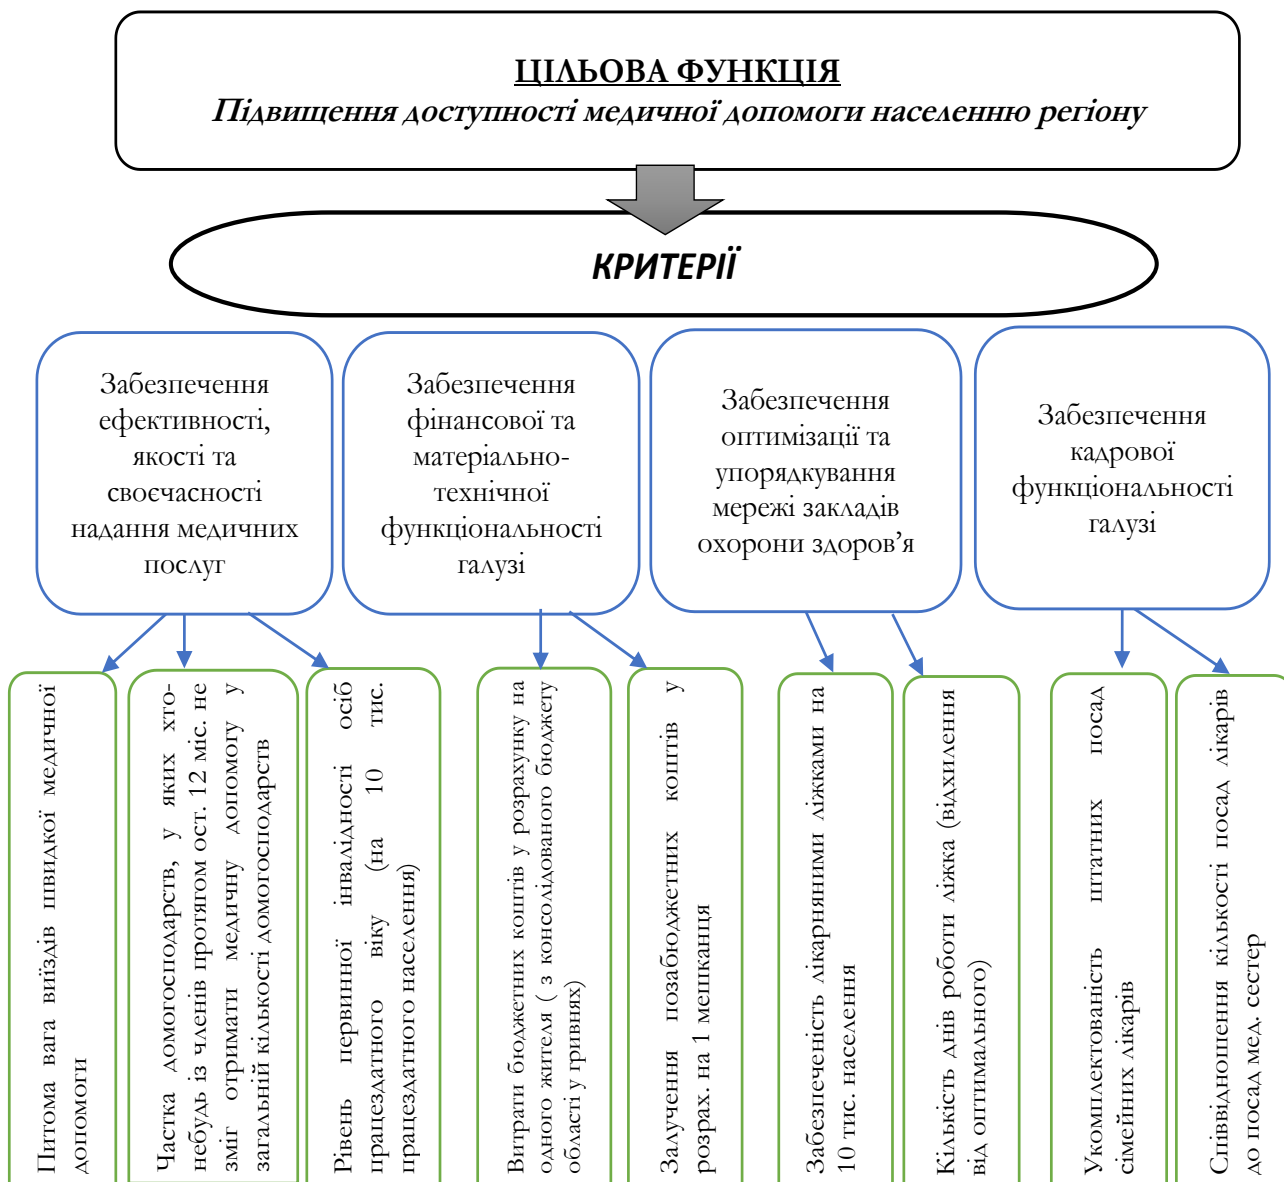 ЦІЛЬОВА ФУНКЦІЯ
Підвищення доступності медичної допомоги населенню регіону
КРИТЕРІЇ
Забезпечення
ефективності,
якості та
своєчасності
надання медичних
послуг
Забезпечення
фінансової та
матеріально-
технічної
функціональності
галузі
Забезпечення
оптимізації та
упорядкування
мережі закладів
охорони здоров’я
Забезпечення
кадрової
функціональності
галузі
Питома вага виїздів швидкої медичної
допомоги
Частка домогосподарств, у яких хто-
небудь із членів протягом ост. 12 міс. не
зміг отримати медичну допомогу у
загальній кількості домогосподарств
Рівень первинної інвалідності осіб
працездатного віку (на 10 тис.
працездатного населення)
Витрати бюджетних коштів у розрахунку на
одного жителя ( з консолідованого бюджету
області у гривнях)
Залучення позабюджетних коштів у
розрах. на 1 мешканця
Забезпеченість лікарняними ліжками на
10 тис. населення
Кількість днів роботи ліжка (відхилення
від оптимального)
Укомплектованість штатних посад
сімейних лікарів
Співвідношення кількості посад лікарів
до посад мед. сестер